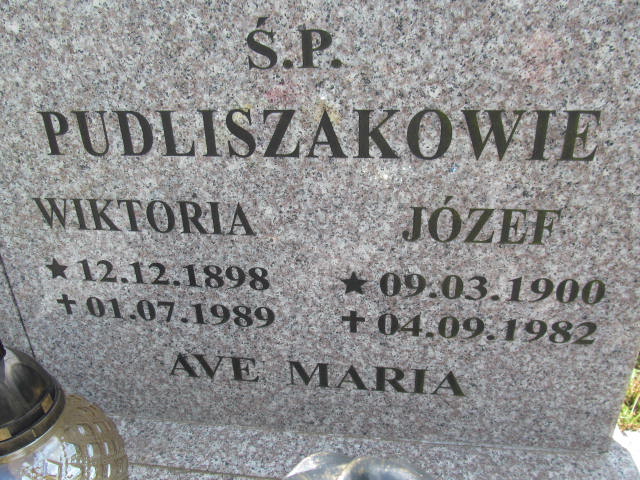 Ś.P.
PUDLISZAKOWIE
WIKTORIA JÓZEF
★ 12.12.1898 ★ 09.03.1900
✝ 01.07.1989 ✝ 04.09.1982
AVE MARIA